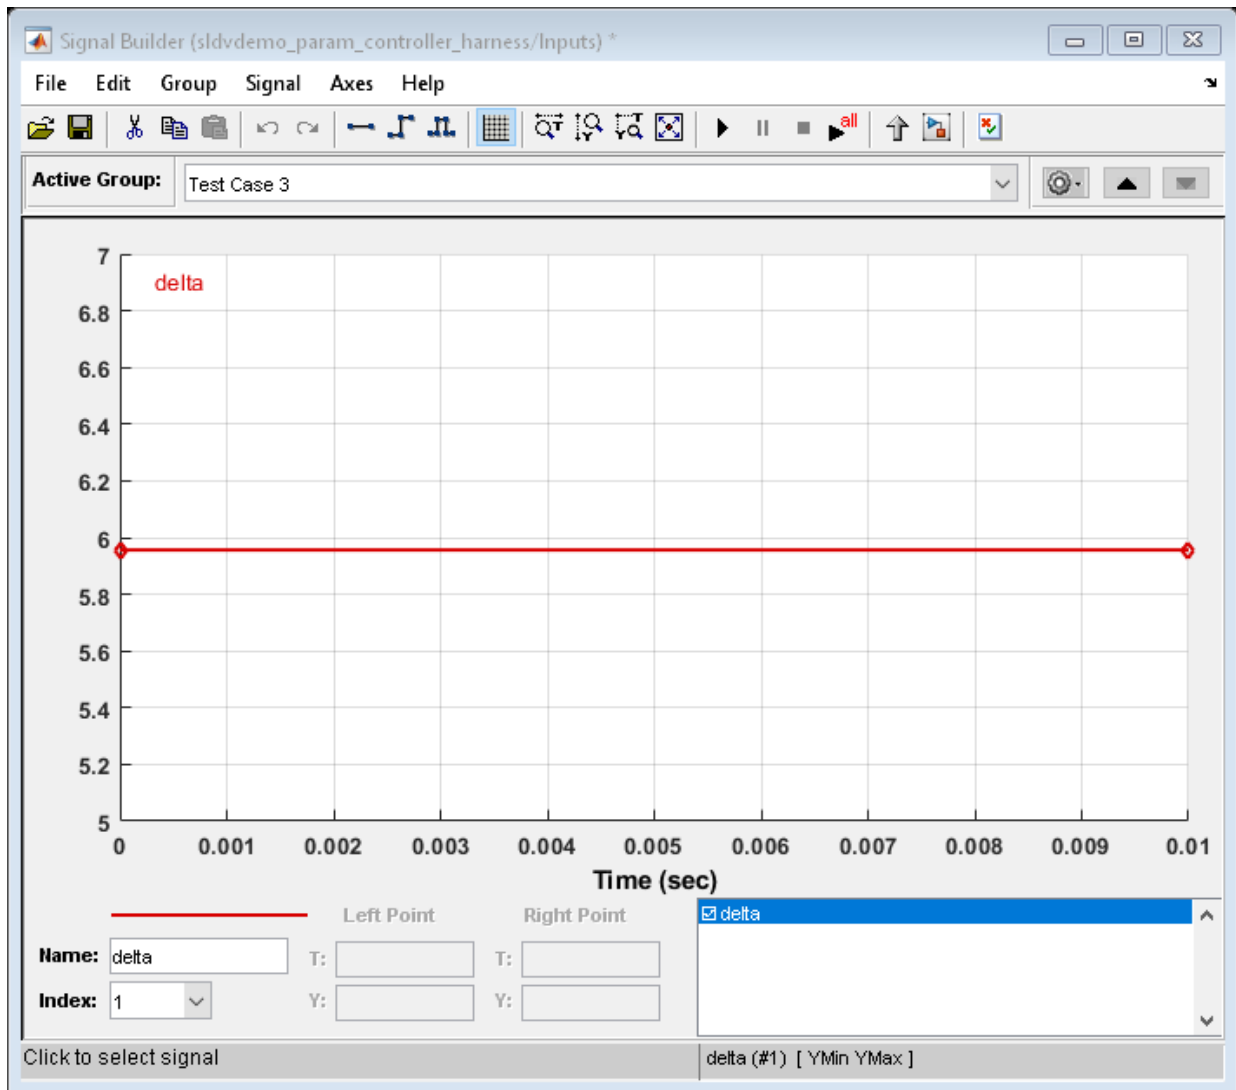 Signal Builder (sldvdemo_param_controller_harness/Inputs) *
File Edit Group Signal Axes Help
all
Active Group: Test Case 3
7
delta
6.8
6.6
6.4
6.2
6
5.8
5.6
5.4
5.2
5
0 0.001 0.002 0.003 0.004 0.005 0.006 0.007 0.008 0.009 0.01
Time (sec)
Left Point Right Point delta
Name: delta T: T:
Index: 1 Y: Y:
Click to select signal delta (#1) [ YMin YMax ]